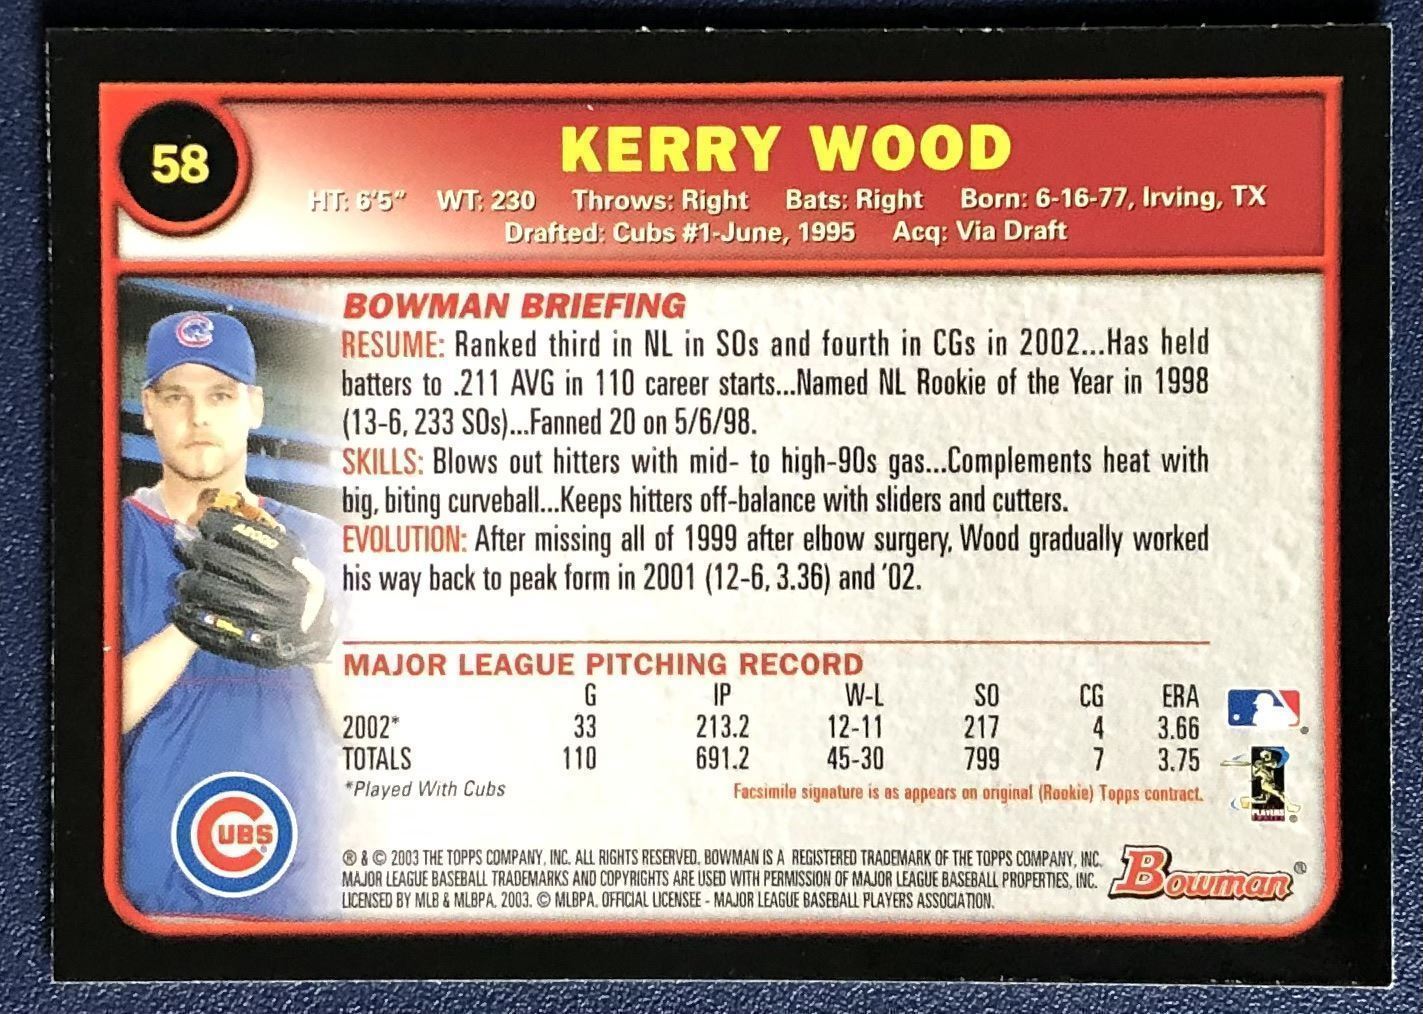 58
KERRY WOOD
HT: 6'5" WT: 230 Throws: Right Bats: Right Born: 6-16-77, Irving, TX
Drafted: Cubs #1-June, 1995 Acq: Via Draft
BOWMAN BRIEFING
RESUME: Ranked third in NL in SOs and fourth in CGs in 2002...Has held
batters to .211 AVG in 110 career starts...Named NL Rookie of the Year in 1998
(13-6, 233 SOs)...Fanned 20 on 5/6/98.
SKILLS: Blows out hitters with mid- to high-90s gas...Complements heat with
big, biting curveball...Keeps hitters off-balance with sliders and cutters.
EVOLUTION: After missing all of 1999 after elbow surgery, Wood gradually worked
his way back to peak form in 2001 (12-6, 3.36) and '02.
MAJOR LEAGUE PITCHING RECORD
G IP W-L SO CG ERA
2002* 33 213.2 12-11 217 4 3.66
TOTALS 110 691.2 45-30 799 7 3.75
*Played With Cubs
Facsimile signature is as appears on original (Rookie) Topps contract.
CUBS
® & © 2003 THE TOPPS COMPANY, INC. ALL RIGHTS RESERVED. BOWMAN IS A REGISTERED TRADEMARK OF THE TOPPS COMPANY, INC.
MAJOR LEAGUE BASEBALL TRADEMARKS AND COPYRIGHTS ARE USED WITH PERMISSION OF MAJOR LEAGUE BASEBALL PROPERTIES, INC.
LICENSED BY MLB & MLBPA, 2003. © MLBPA. OFFICIAL LICENSEE - MAJOR LEAGUE BASEBALL PLAYERS ASSOCIATION.
Bowman®